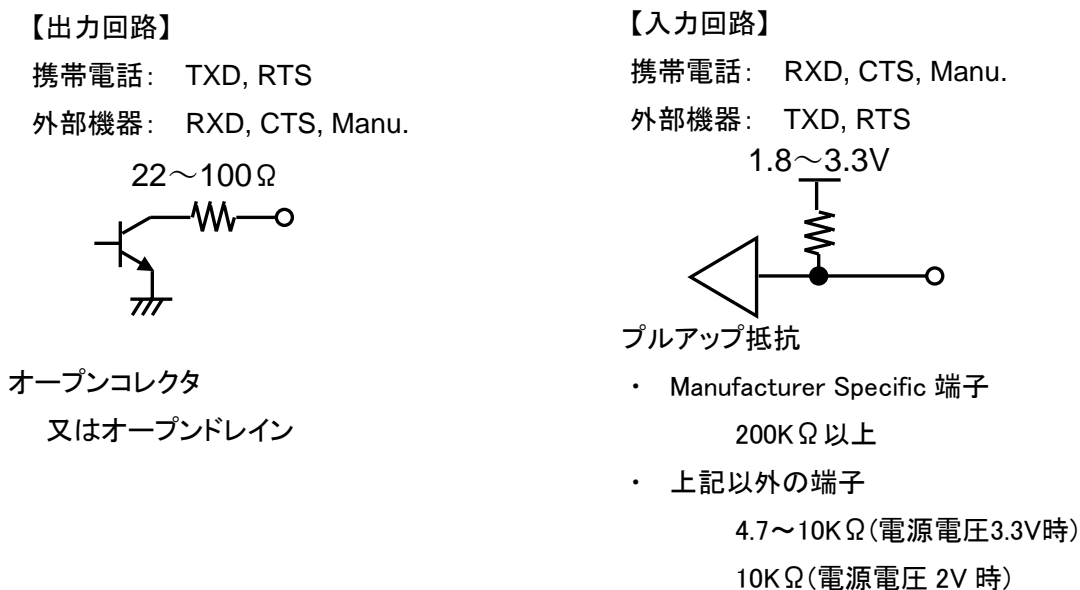 【出力回路】
携帯電話： TXD, RTS
外部機器： RXD, CTS, Manu.
22～100Ω
オープンコレクタ
又はオープンドレイン
【入力回路】
携帯電話： RXD, CTS, Manu.
外部機器： TXD, RTS
1.8～3.3V
プルアップ抵抗
・ Manufacturer Specific 端子
200KΩ以上
・ 上記以外の端子
4.7～10KΩ（電源電圧3.3V時）
10KΩ（電源電圧 2V 時）